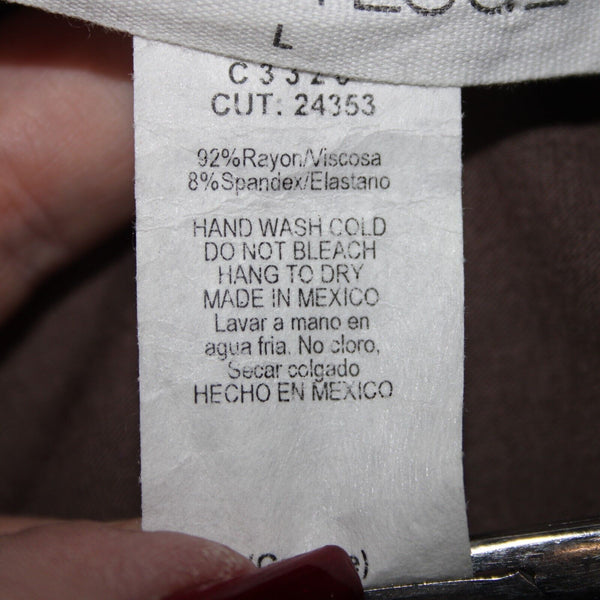 L
CUT: 24353
92%Rayon/Viscosa
8%Spandex/Elastano
HAND WASH COLD
DO NOT BLEACH
HANG TO DRY
MADE IN MEXICO
Lavar a mano en
agua fria. No cloro,
Secar colgado
HECHO EN MEXICO